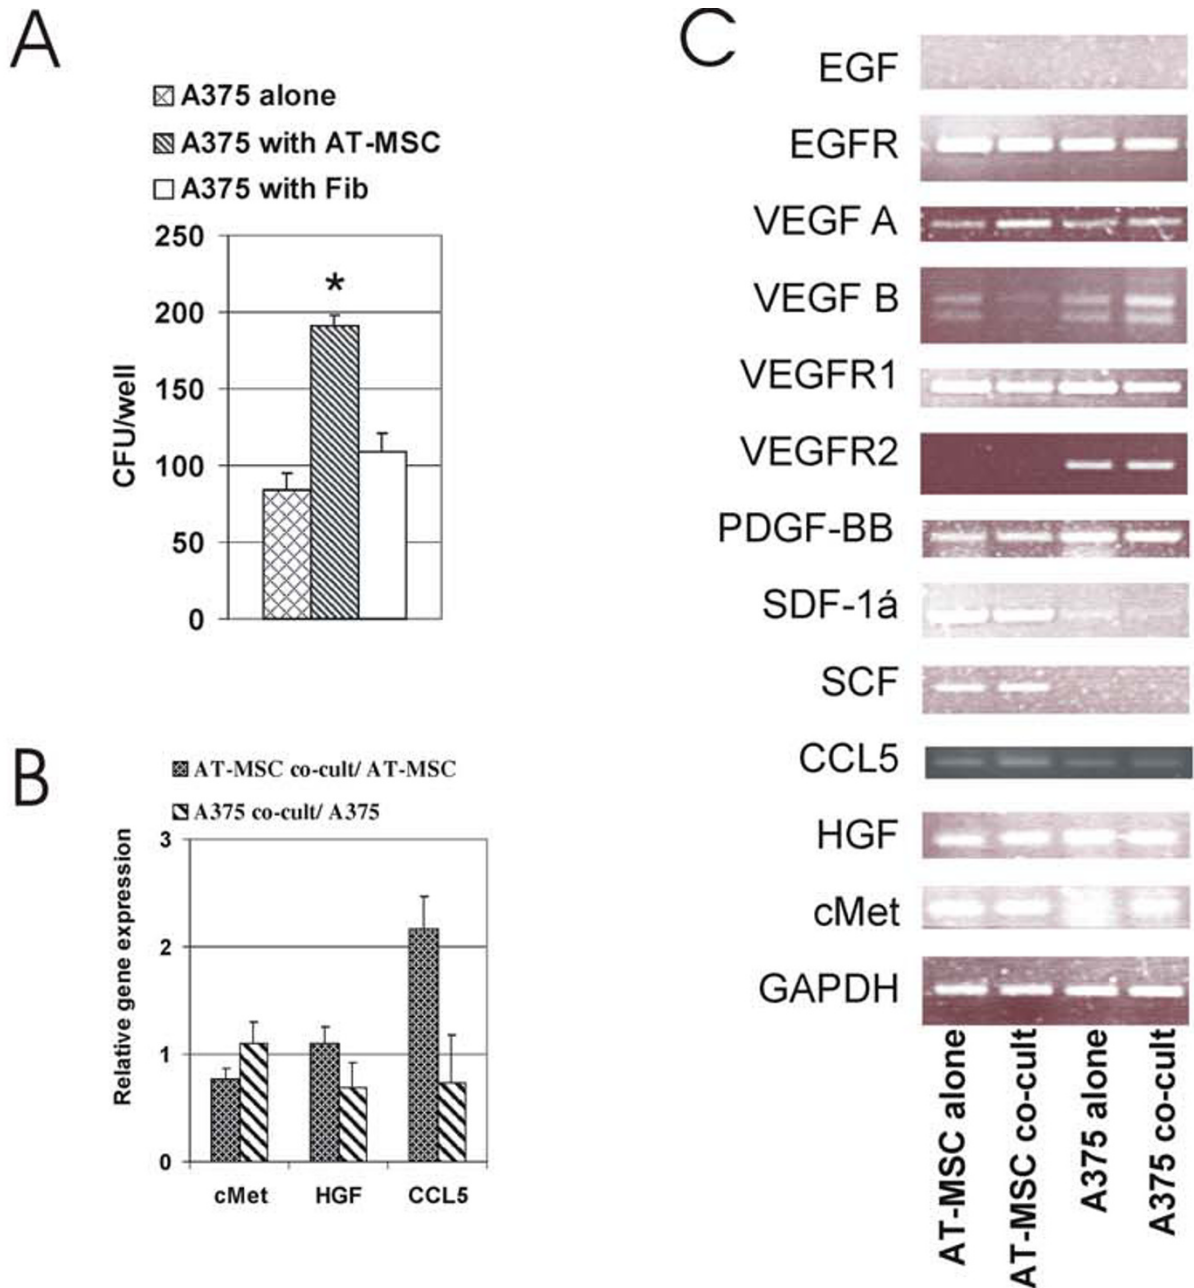 A
A375 alone
A375 with AT-MSC
A375 with Fib
250
200
150
100
50
0
CFU/well
*
B
AT-MSC co-cult/ AT-MSC
A375 co-cult/ A375
3
2
1
0
Relative gene expression
cMet HGF CCL5
C
EGF
EGFR
VEGF A
VEGF B
VEGFR1
VEGFR2
PDGF-BB
SDF-1á
SCF
CCL5
HGF
cMet
GAPDH
AT-MSC alone
AT-MSC co-cult
A375 alone
A375 co-cult